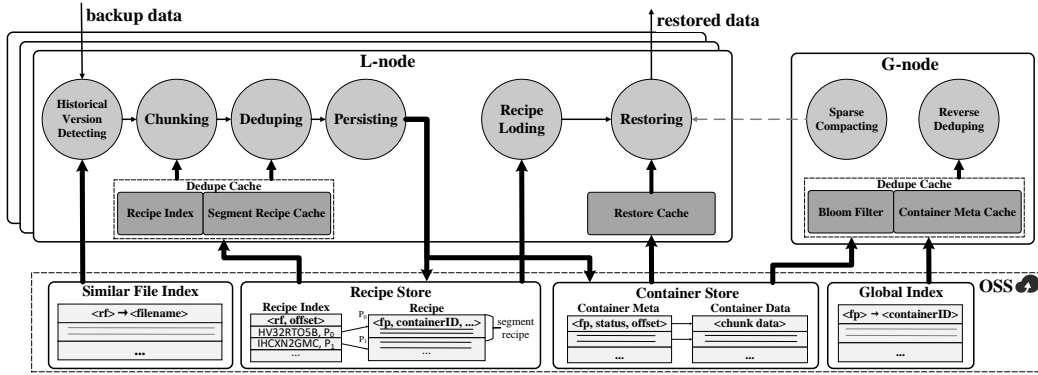 backup data
restored data
L-node
G-node
Historical
Version
Detecting
Chunking
Deduping
Persisting
Recipe
Loding
Restoring
Sparse
Compacting
Reverse
Deduping
Dedupe Cache
Recipe Index
Segment Recipe Cache
Restore Cache
Dedupe Cache
Bloom Filter
Container Meta Cache
OSS
Similar File Index
<rf> → <filename>
...
Recipe Store
Recipe Index
<rf, offset>
HV32RTO5B, P0
IHCXN2GMC, P1
...
P0
P1
Recipe
<fp, containerID, ...>
...
segment
recipe
Container Store
Container Meta
<fp, status, offset>
...
Container Data
<chunk data>
...
Global Index
<fp> → <containerID>
...